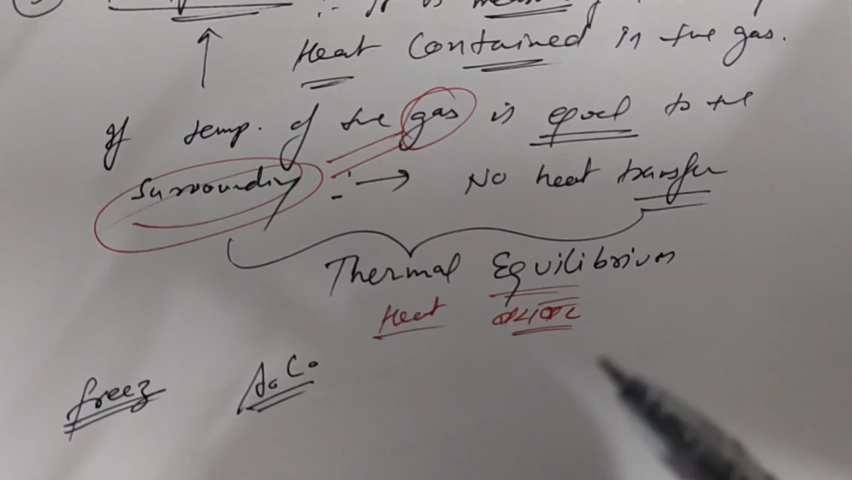 Heat Contained in the gas.
If temp. of the gas is equal to the
Surrounding :- → No heat transfer
Thermal Equilibrium
Heat
freez A.C.